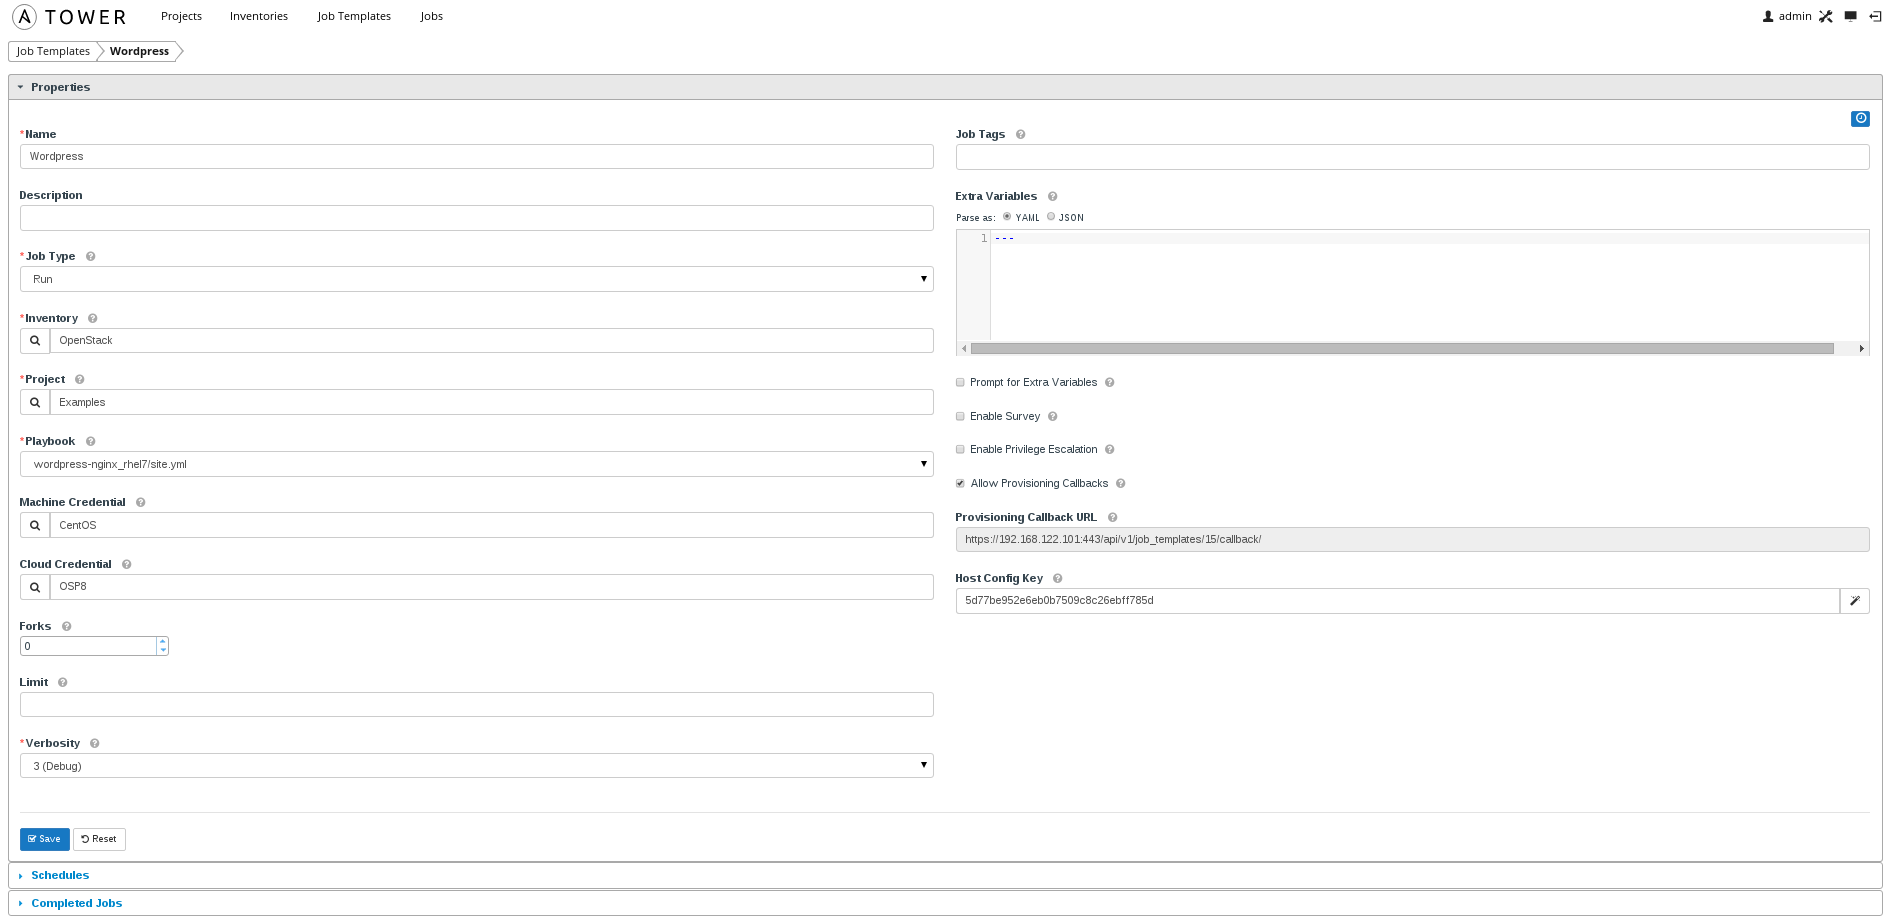 TOWER Projects Inventories Job Templates Jobs admin
Job Templates Wordpress
Properties
*Name
Wordpress
Description
*Job Type
Run
*Inventory
OpenStack
*Project
Examples
*Playbook
wordpress-nginx_rhel7/site.yml
Machine Credential
CentOS
Cloud Credential
OSP8
Forks
0
Limit
*Verbosity
3 (Debug)
Job Tags
Extra Variables
Parse as: YAML JSON
1 ---
Prompt for Extra Variables
Enable Survey
Enable Privilege Escalation
Allow Provisioning Callbacks
Provisioning Callback URL
https://192.168.122.101:443/api/v1/job_templates/15/callback/
Host Config Key
5d77be952e6eb0b7509c8c26ebff785d
Save Reset
Schedules
Completed Jobs